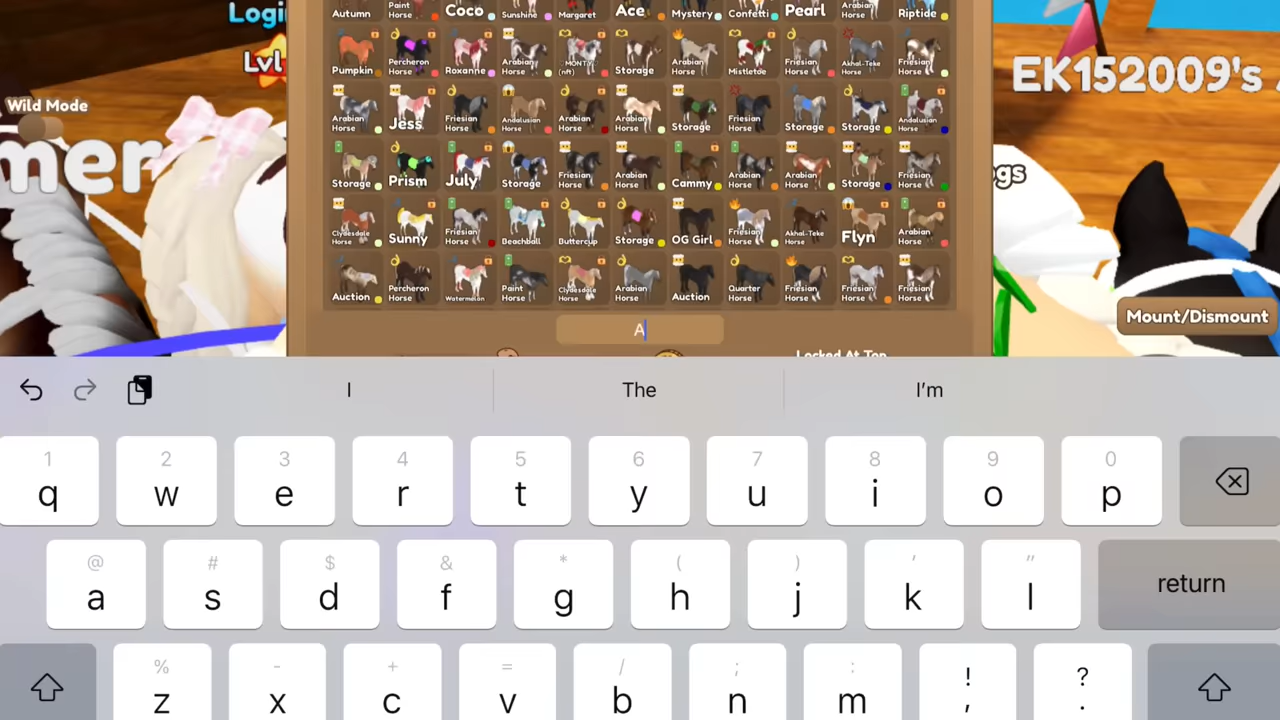 Logi
Lvl
Wild Mode
mer
EK152009's
gs
Mount/Dismount
Autumn
Paint Horse
Coco
Sunshine
Margaret
Ace
Mystery
Confetti
Pearl
Arabian Horse
Riptide
Pumpkin
Percheron Horse
Roxanne
Arabian Horse
MONTY (nft)
Storage
Arabian Horse
Mistletoe
Friesian Horse
Akhal-Teke Horse
Friesian Horse
Arabian Horse
Jess
Friesian Horse
Andalusian Horse
Arabian Horse
Arabian Horse
Storage
Friesian Horse
Storage
Storage
Andalusian Horse
Storage
Prism
July
Storage
Friesian Horse
Arabian Horse
Cammy
Arabian Horse
Arabian Horse
Storage
Friesian Horse
Clydesdale Horse
Sunny
Friesian Horse
Beachball
Buttercup
Storage
OG Girl
Friesian Horse
Akhal-Teke Horse
Flyn
Arabian Horse
Auction
Percheron Horse
Watermelon
Paint Horse
Clydesdale Horse
Arabian Horse
Auction
Quarter Horse
Friesian Horse
Friesian Horse
Friesian Horse
A
Locked At Top
I The I'm
1 2 3 4 5 6 7 8 9 0
q w e r t y u i o p
@ # $ & * ( ) ' "
a s d f g h j k l return
% - + = / ; : ! ?
z x c v b n m , .